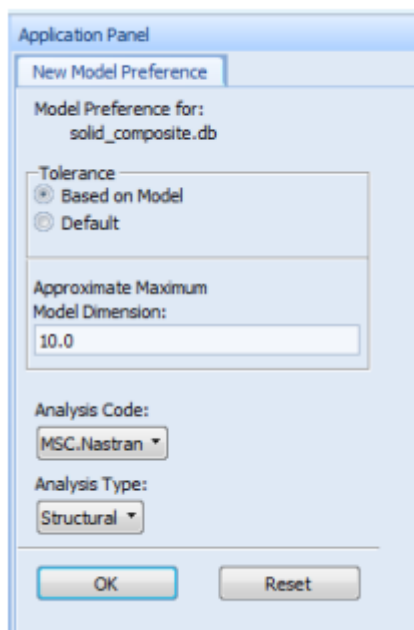 Application Panel
New Model Preference
Model Preference for:
solid_composite.db
Tolerance
Based on Model
Default
Approximate Maximum
Model Dimension:
10.0
Analysis Code:
MSC.Nastran
Analysis Type:
Structural
OK Reset